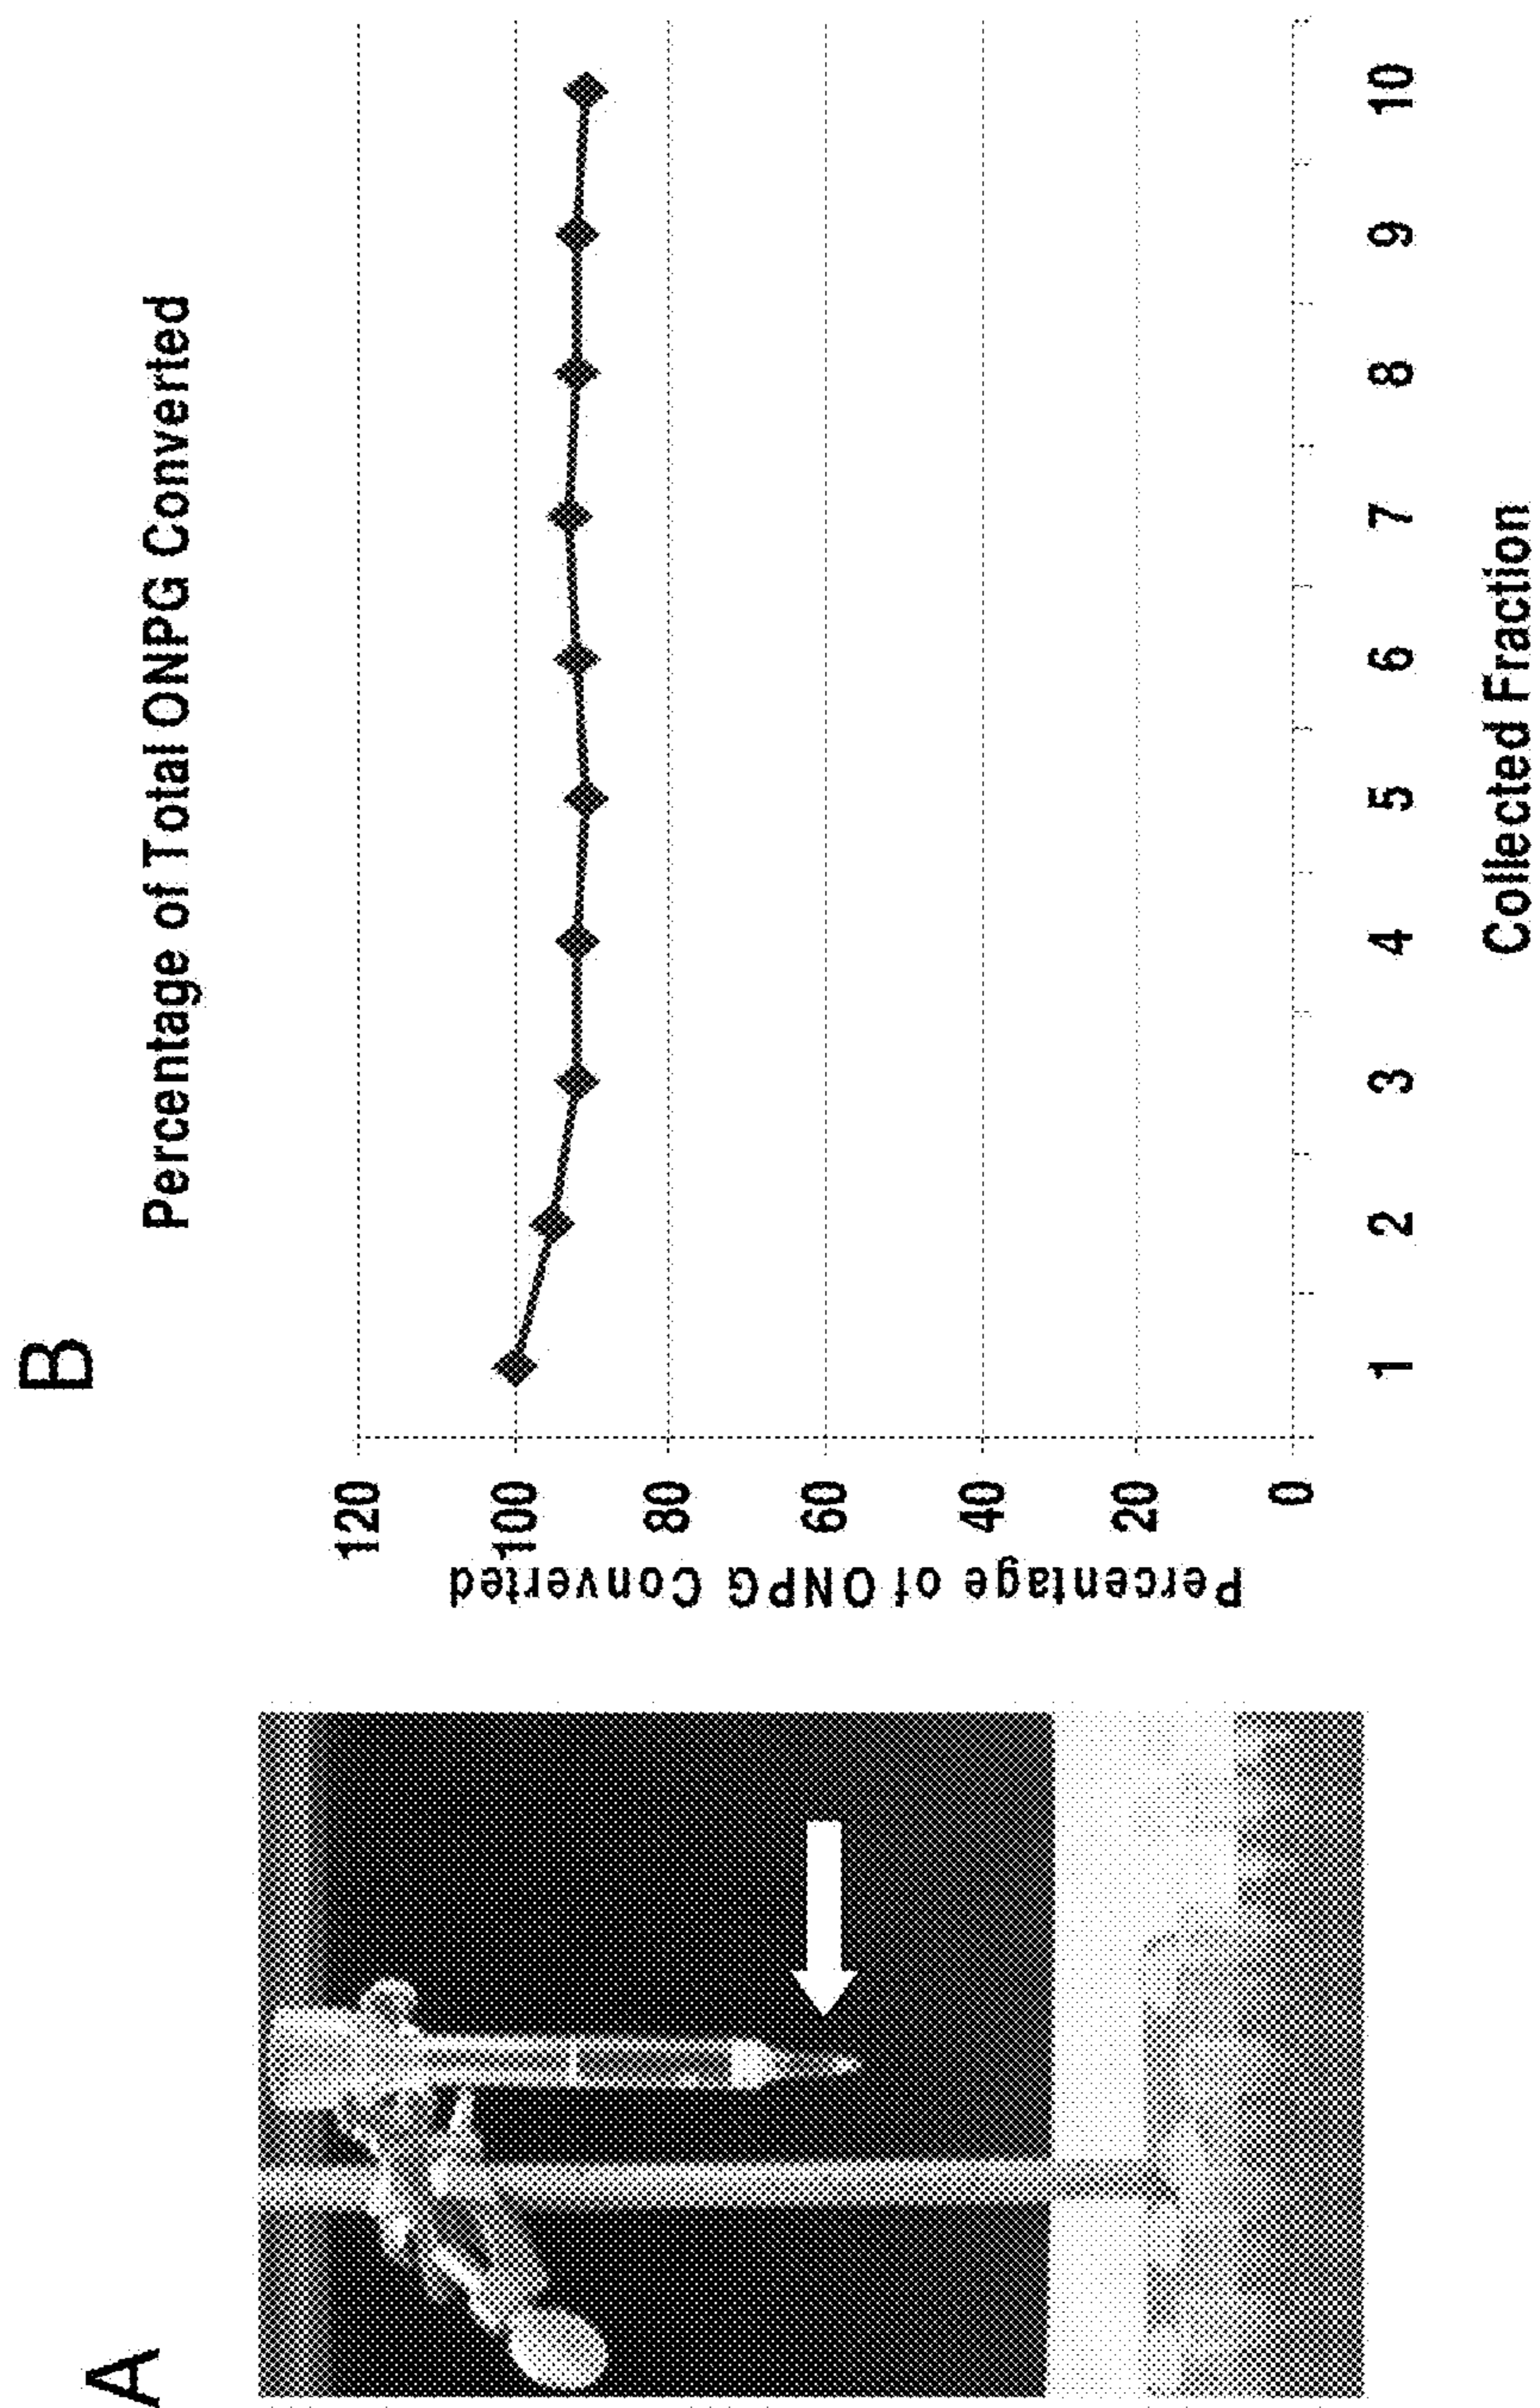 A
B
Percentage of Total ONPG Converted
Percentage of ONPG Converted
120
100
80
60
40
20
0
1 2 3 4 5 6 7 8 9 10
Collected Fraction